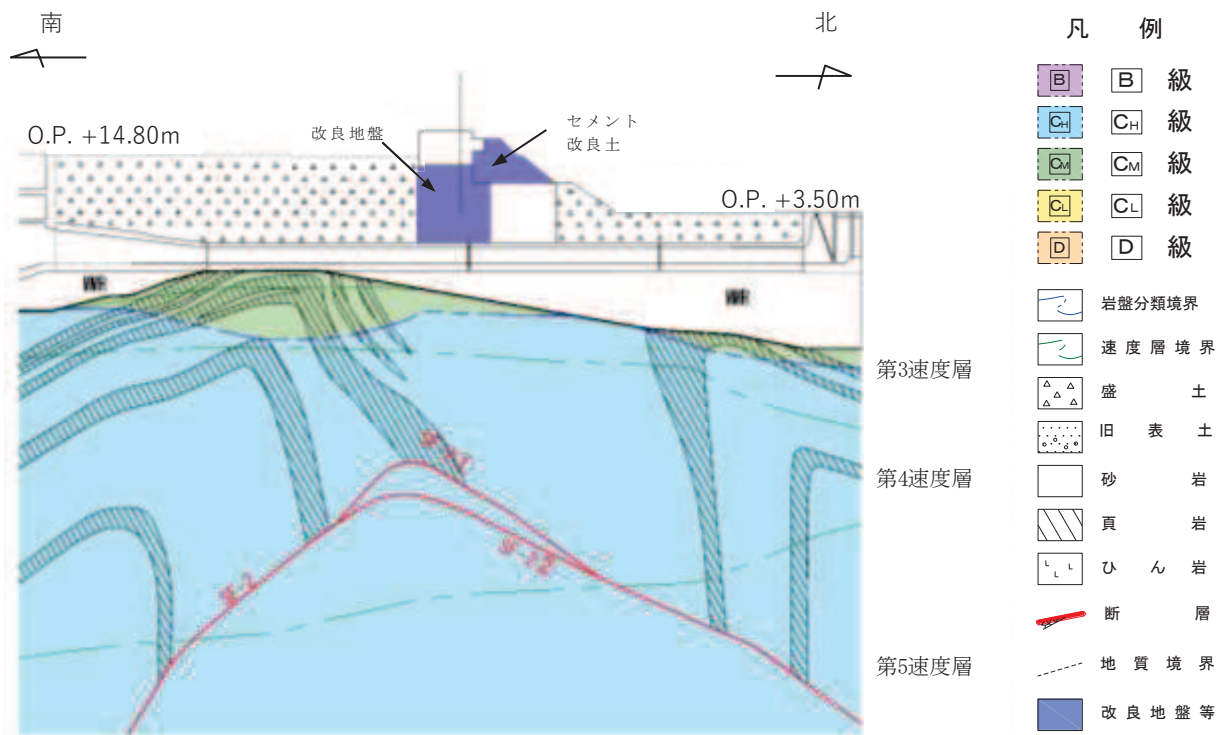 南
北
O.P. +14.80m
改良地盤
セメント
改良土
O.P. +3.50m
WR
WR
第3速度層
第4速度層
第5速度層
SF-2
凡 例
B B 級
CH CH 級
CM CM 級
CL CL 級
D D 級
岩盤分類境界
速度層境界
盛 土
旧表土
砂 岩
頁 岩
ひん岩
断 層
地質境界
改良地盤等